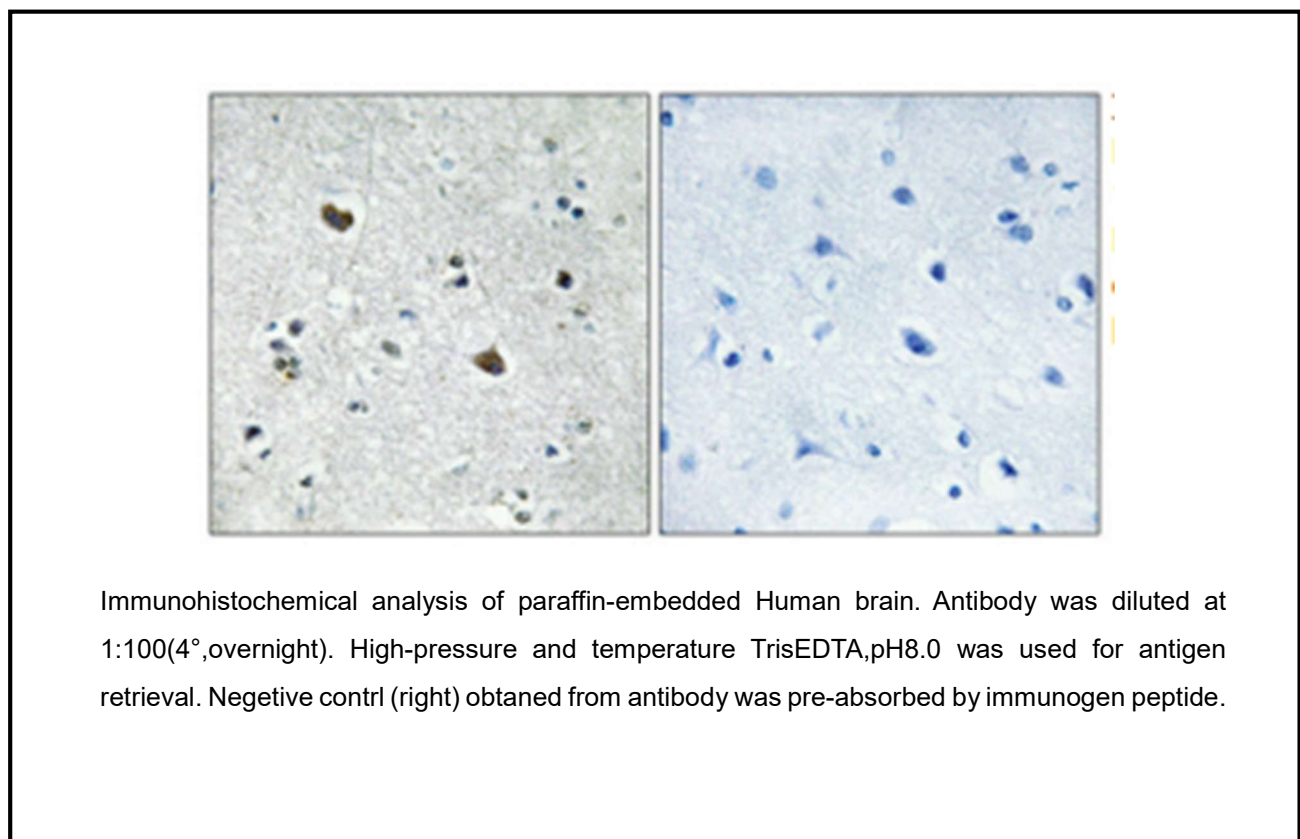 Immunohistochemical analysis of paraffin-embedded Human brain. Antibody was diluted at
1:100(4°,overnight). High-pressure and temperature TrisEDTA,pH8.0 was used for antigen
retrieval. Negetive contrl (right) obtaned from antibody was pre-absorbed by immunogen peptide.